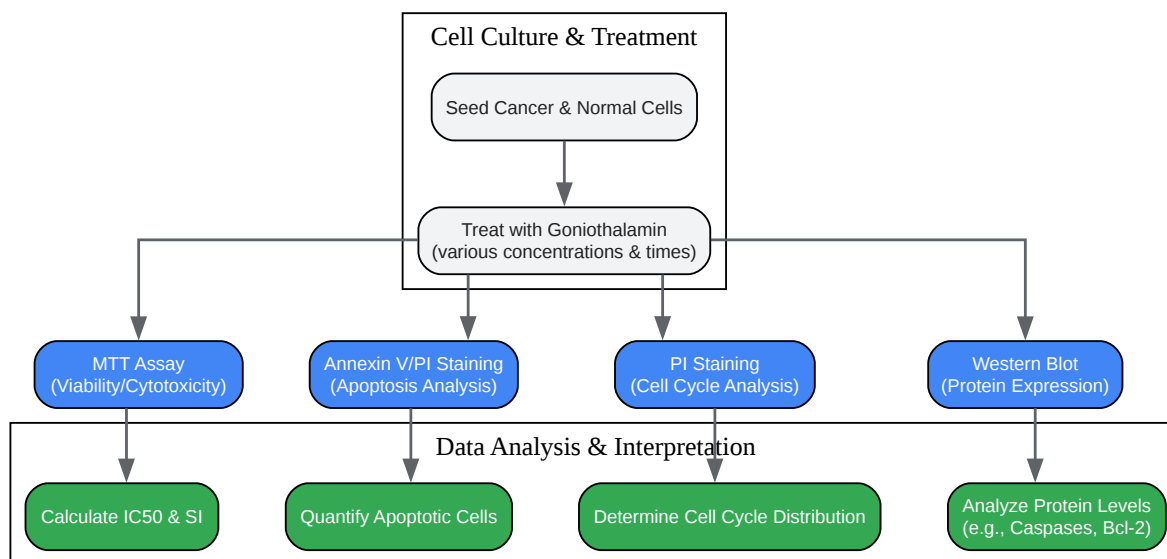 Cell Culture & Treatment
Seed Cancer & Normal Cells
Treat with Goniothalamin
(various concentrations & times)
MTT Assay
(Viability/Cytotoxicity)
Annexin V/PI Staining
(Apoptosis Analysis)
PI Staining
(Cell Cycle Analysis)
Western Blot
(Protein Expression)
Data Analysis & Interpretation
Calculate IC50 & SI
Quantify Apoptotic Cells
Determine Cell Cycle Distribution
Analyze Protein Levels
(e.g., Caspases, Bcl-2)